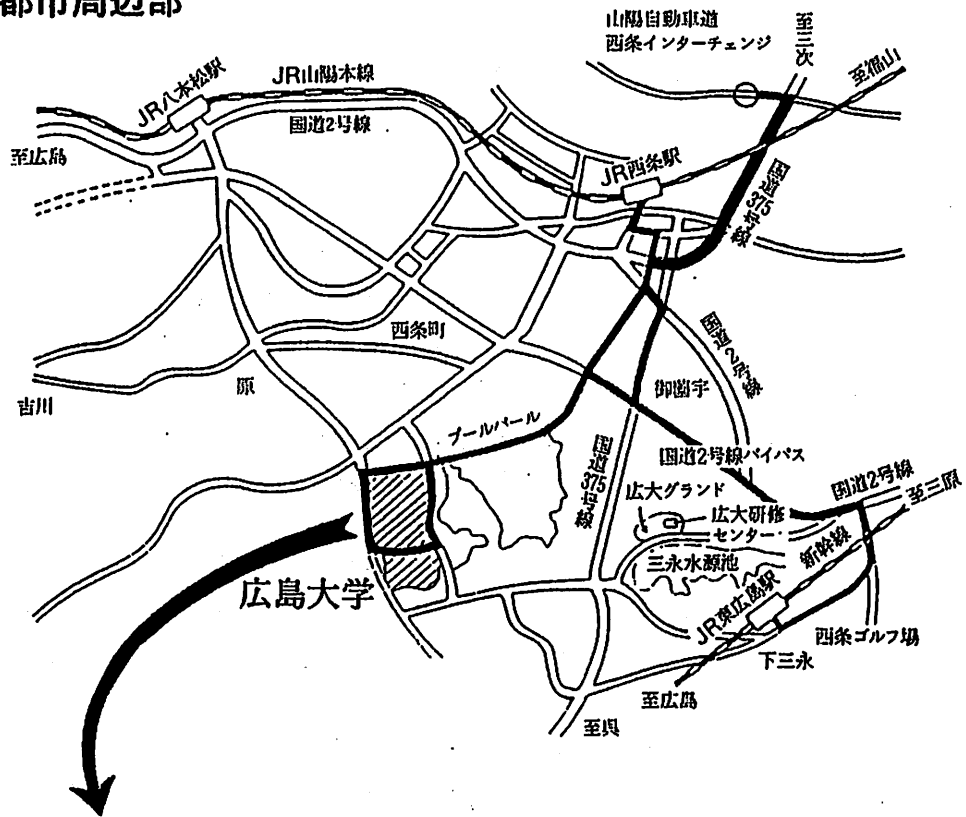 都市周辺部
山陽自動車道
西条インターチェンジ
至三次
至福山
JR八本松駅
JR山陽本線
国道2号線
至広島
JR西条駅
国道375号線
国道2号線
西条町
原
吉川
御薗宇
ブールバール
国道375号線
国道2号線バイパス
広大グランド
広大研修
センター
国道2号線
至三原
新幹線
三永水源池
広島大学
JR東広島駅
西条ゴルフ場
下三永
至広島
至呉